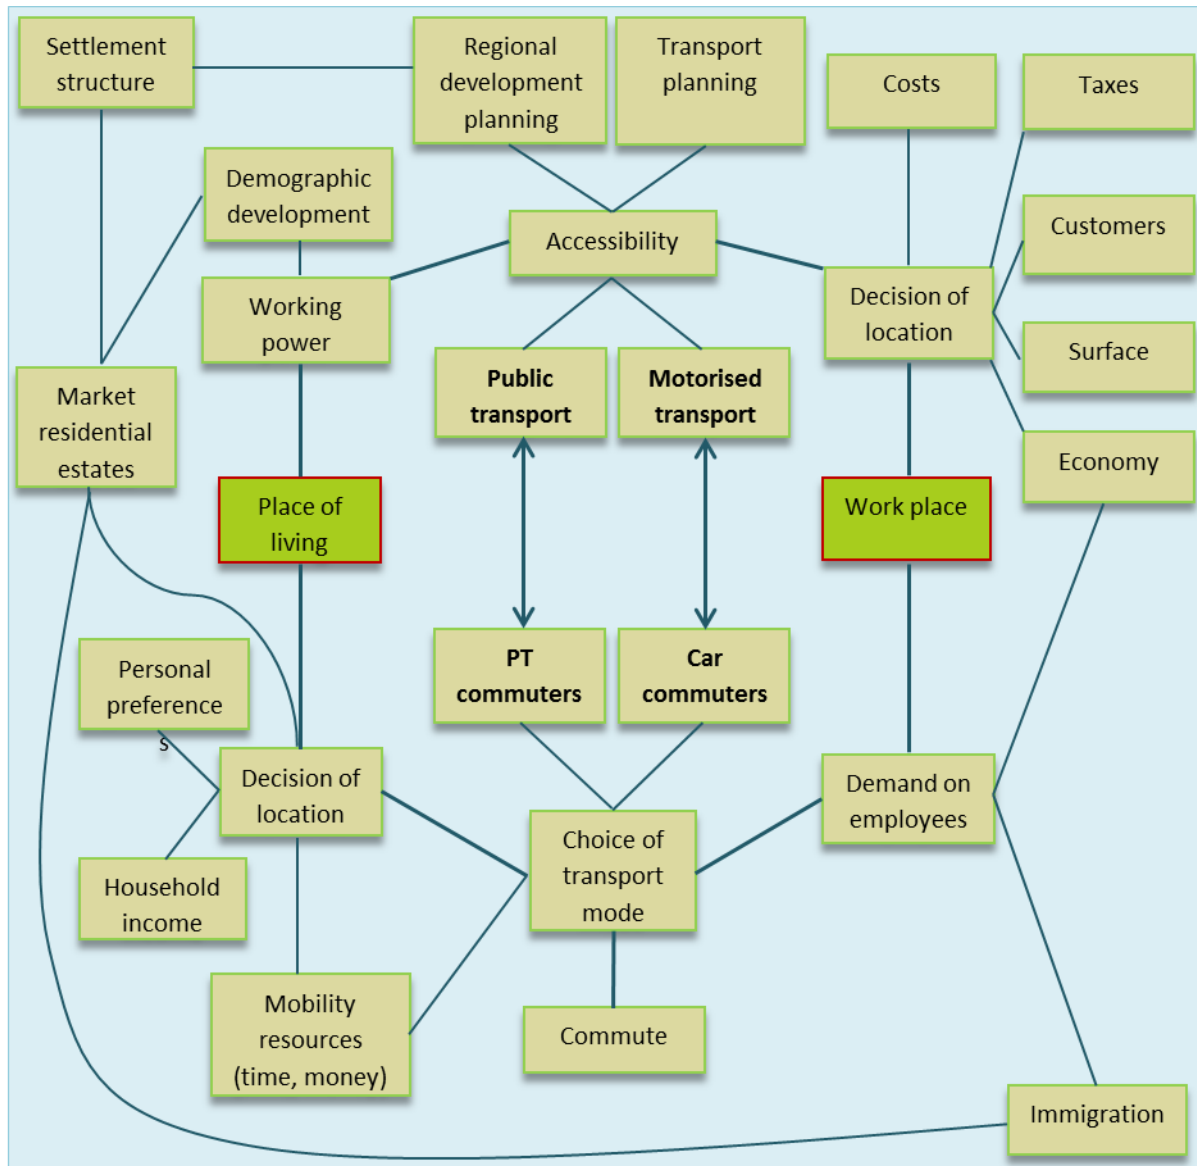 Settlement
structure
Regional
development
planning
Transport
planning
Costs
Taxes
Demographic
development
Accessibility
Customers
Working
power
Decision of
location
Surface
Market
residential
estates
Public
transport
Motorised
transport
Economy
Place of
living
Work place
Personal
preference
s
PT
commuters
Car
commuters
Decision of
location
Choice of
transport
mode
Demand on
employees
Household
income
Mobility
resources
(time, money)
Commute
Immigration